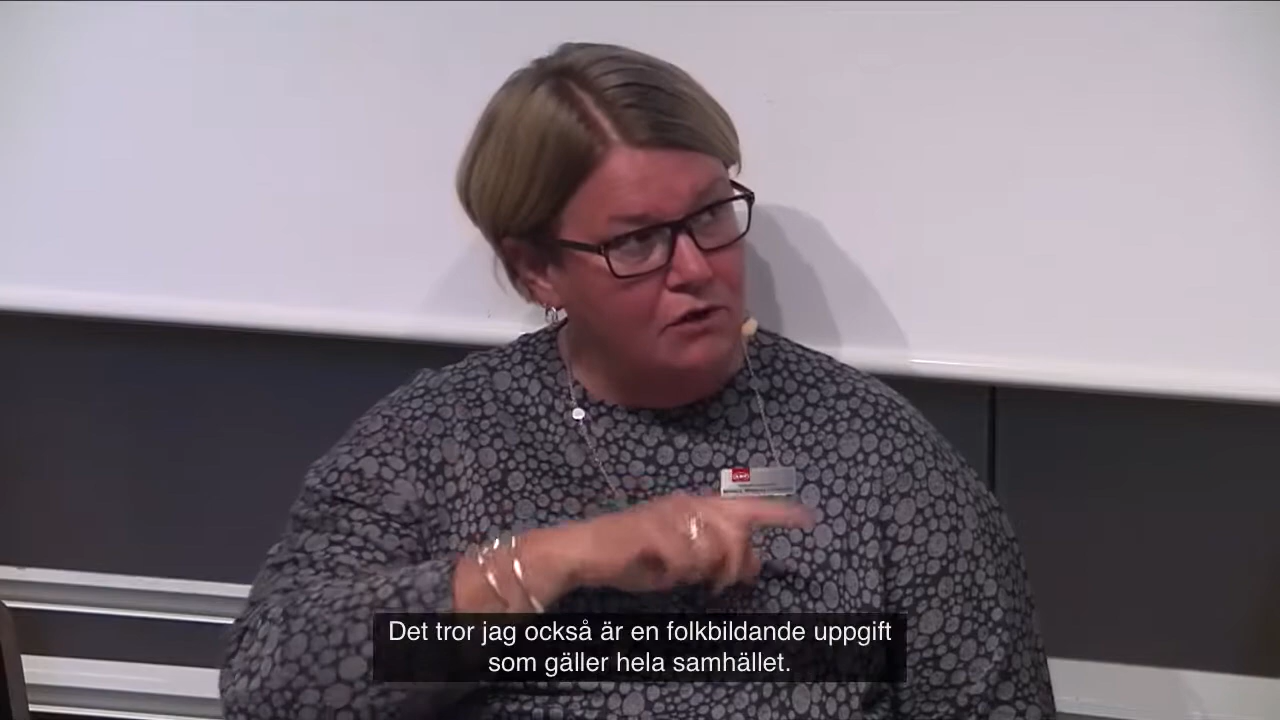 Det tror jag också är en folkbildande uppgift
som gäller hela samhället.